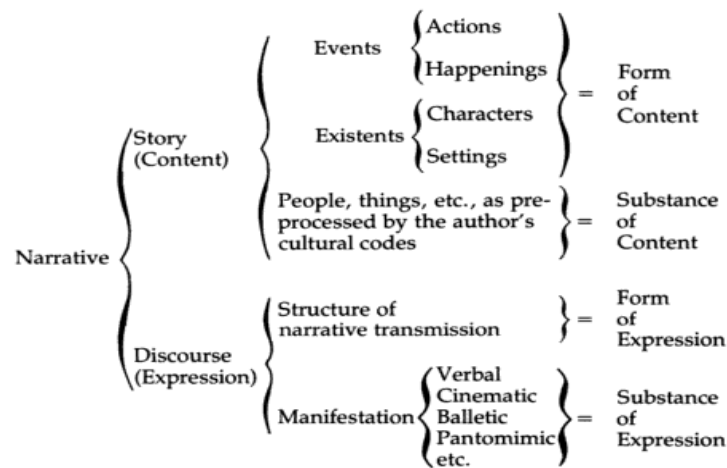 Events
Actions
Happenings
Existents
Characters
Settings
= Form
of
Content
Story
(Content)
People, things, etc., as pre-
processed by the author's
cultural codes
= Substance
of
Content
Narrative
Discourse
(Expression)
Structure of
narrative transmission
= Form
of
Expression
Manifestation
Verbal
Cinematic
Balletic
Pantomimic
etc.
= Substance
of
Expression